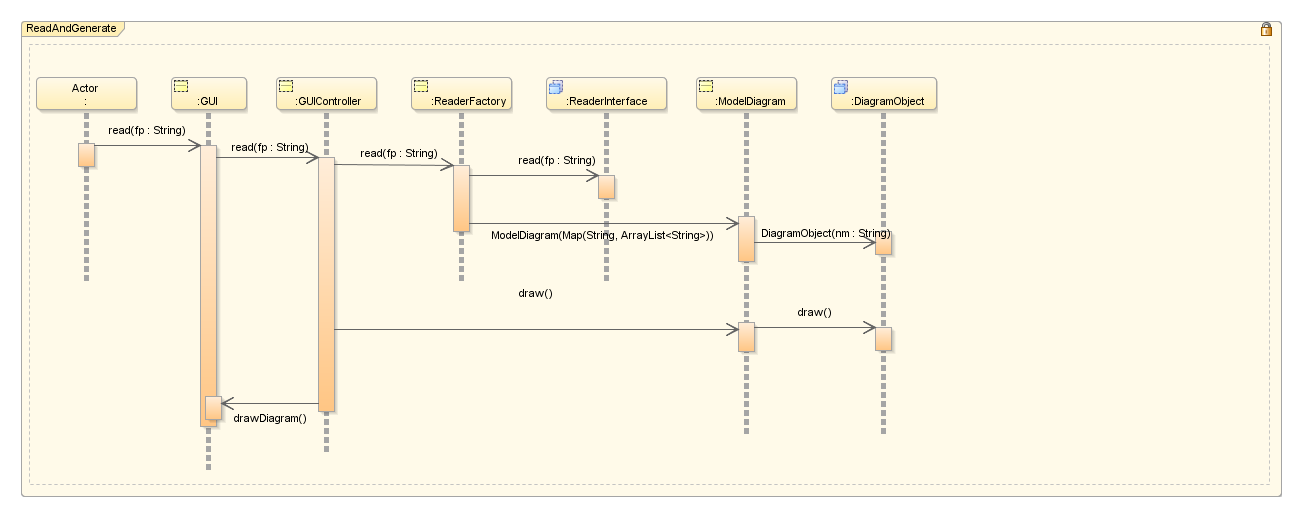 ReadAndGenerate
Actor
:
:GUI
:GUIController
:ReaderFactory
:ReaderInterface
:ModelDiagram
:DiagramObject
read(fp : String)
read(fp : String)
read(fp : String)
read(fp : String)
ModelDiagram(Map(String, ArrayList<String>))
DiagramObject(nm : String)
draw()
draw()
drawDiagram()